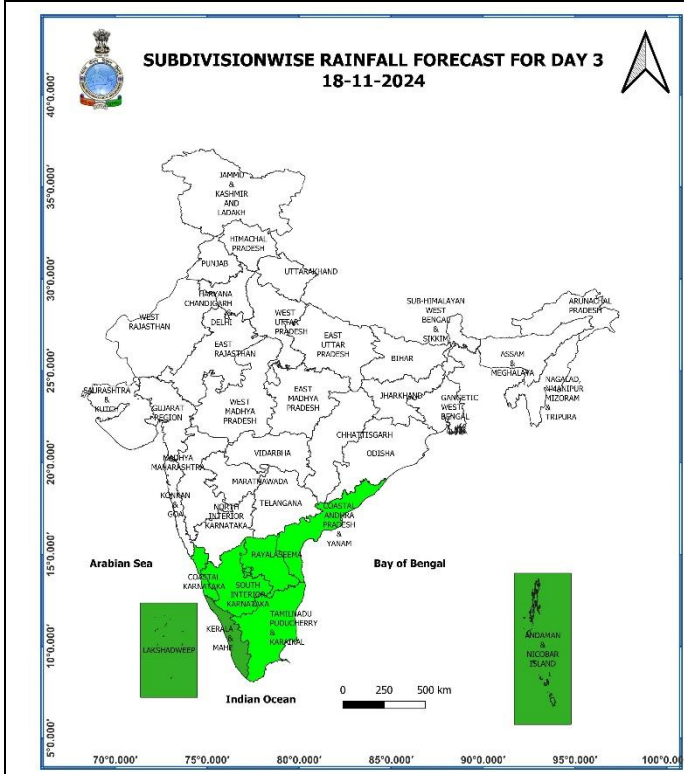 SUBDIVISIONWISE RAINFALL FORECAST FOR DAY 3
18-11-2024
JAMMU
&
KASHMIR
AND
LADAKH
HIMACHAL
PRADESH
PUNJAB
UTTARAKHAND
HARYANA
CHANDIGARH
&
DELHI
WEST
RAJASTHAN
WEST
UTTAR
PRADESH
EAST
RAJASTHAN
EAST
UTTAR
PRADESH
SUB-HIMALAYAN
WEST
BENGAL
&
SIKKIM
ARUNACHAL
PRADESH
BIHAR
ASSAM
&
MEGHALAYA
NAGALAD,
MANIPUR
MIZORAM
&
TRIPURA
SAURASHTRA
&
KUTCH
GUJARAT
REGION
WEST
MADHYA
PRADESH
EAST
MADHYA
PRADESH
JHARKHAND
GANGETIC
WEST
BENGAL
CHHATTISGARH
ODISHA
VIDARBHA
MADHYA
MAHARASHTRA
MARATHAWADA
KONKAN
&
GOA
NORTH
INTERIOR
KARNATAKA
TELANGANA
COASTAL
ANDHRA
PRADESH
&
YANAM
RAYALASEEMA
Arabian Sea
Bay of Bengal
COASTAL
KARNATAKA
SOUTH
INTERIOR
KARNATAKA
TAMILNADU
PUDUCHERRY
&
KARAIKAL
KERALA
&
MAHE
LAKSHADWEEP
ANDAMAN
&
NICOBAR
ISLAND
Indian Ocean
0 250 500 km
40°0.000'
35°0.000'
30°0.000'
25°0.000'
20°0.000'
15°0.000'
10°0.000'
5°0.000'
70°0.000' 75°0.000' 80°0.000' 85°0.000' 90°0.000' 95°0.000'